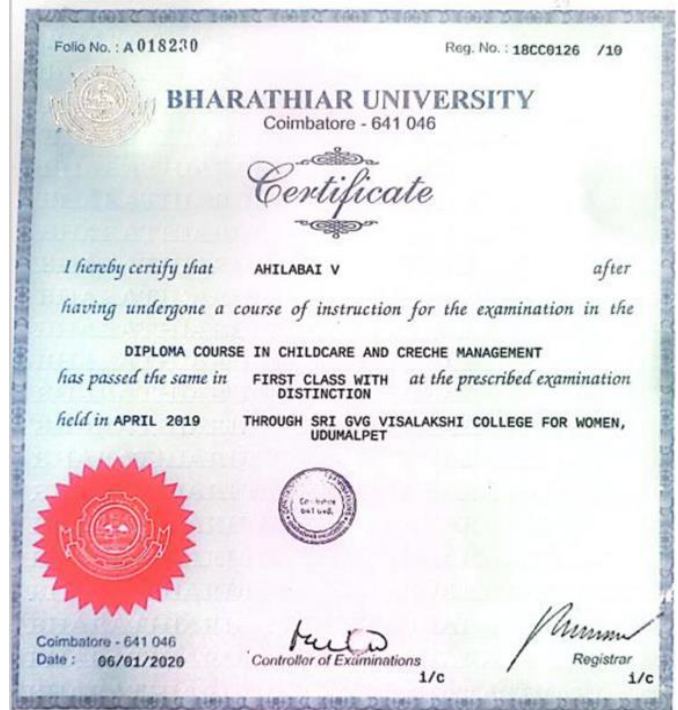 Folio No. : A 018230
Reg. No. : 18CC0126 /10
BHARATHIAR UNIVERSITY
Coimbatore - 641 046
Certificate
I hereby certify that AHILABAI V after
having undergone a course of instruction for the examination in the
DIPLOMA COURSE IN CHILDCARE AND CRECHE MANAGEMENT
has passed the same in FIRST CLASS WITH DISTINCTION at the prescribed examination
held in APRIL 2019 THROUGH SRI GVG VISALAKSHI COLLEGE FOR WOMEN,
UDUMALPET
Coimbatore - 641 046
Date : 06/01/2020
Controller of Examinations
i/c
Registrar
i/c